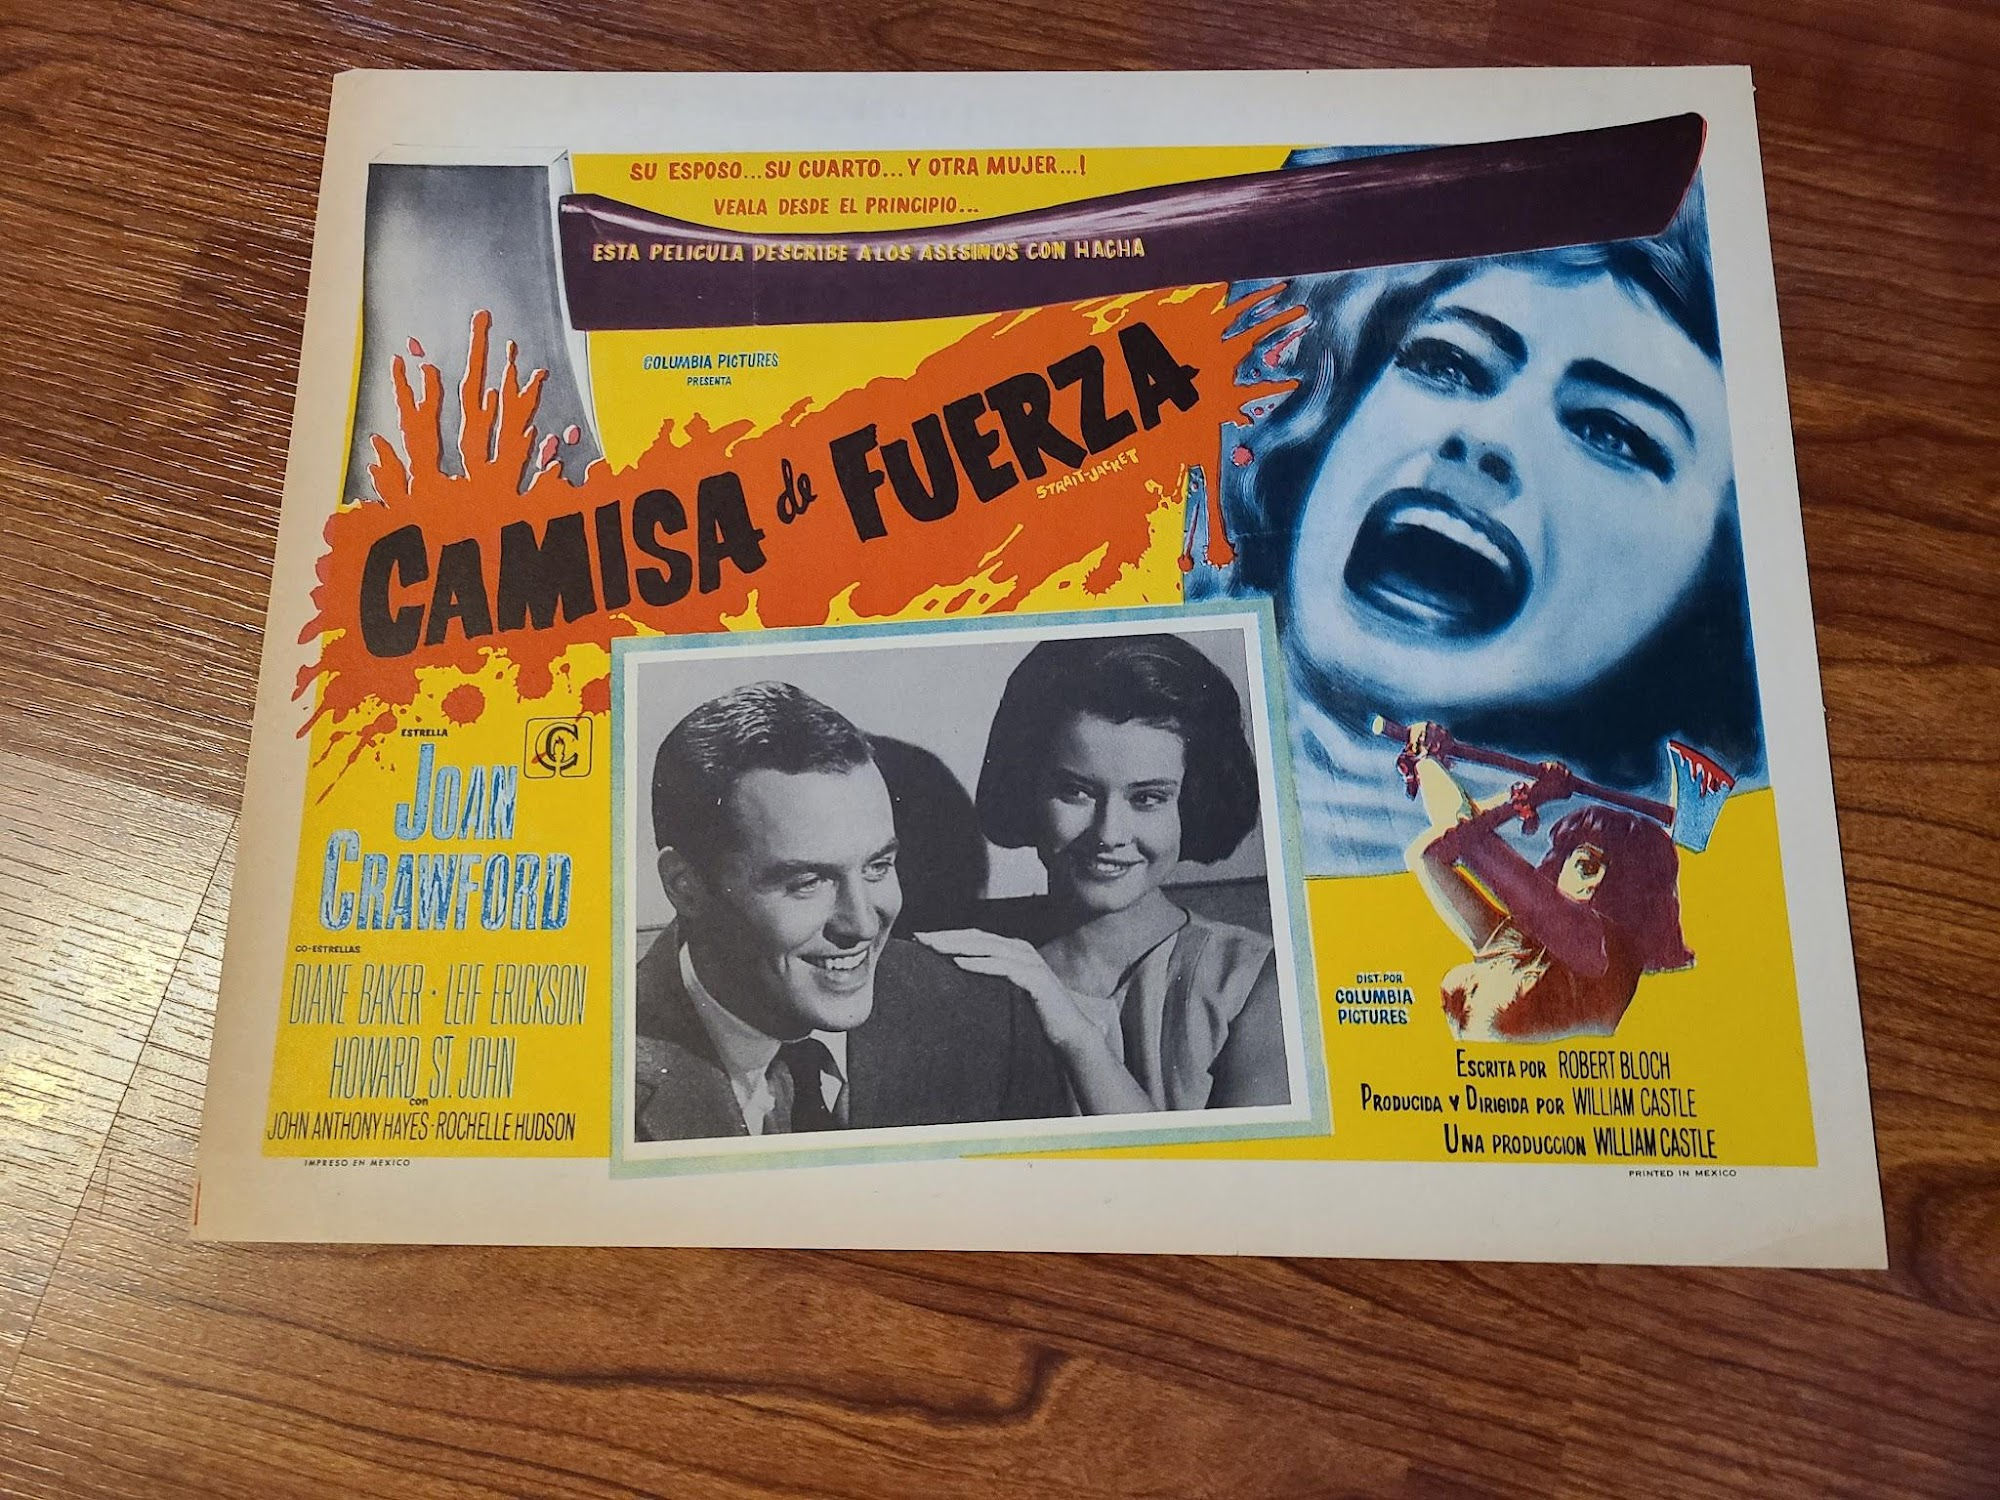 SU ESPOSO...SU CUARTO...Y OTRA MUJER...!
VEALA DESDE EL PRINCIPIO...
ESTA PELICULA DESCRIBE A LOS ASESINOS CON HACHA
COLUMBIA PICTURES
PRESENTA
CAMISA de FUERZA
STRAIT-JACKET
ESTRELLA
C
JOAN
CRAWFORD
CO-ESTRELLAS
DIANE BAKER · LEIF ERICKSON
HOWARD ST. JOHN
con
JOHN ANTHONY HAYES · ROCHELLE HUDSON
IMPRESO EN MEXICO
DIST. POR
COLUMBIA
PICTURES
ESCRITA POR ROBERT BLOCH
PRODUCIDA Y DIRIGIDA POR WILLIAM CASTLE
UNA PRODUCCION WILLIAM CASTLE
PRINTED IN MEXICO